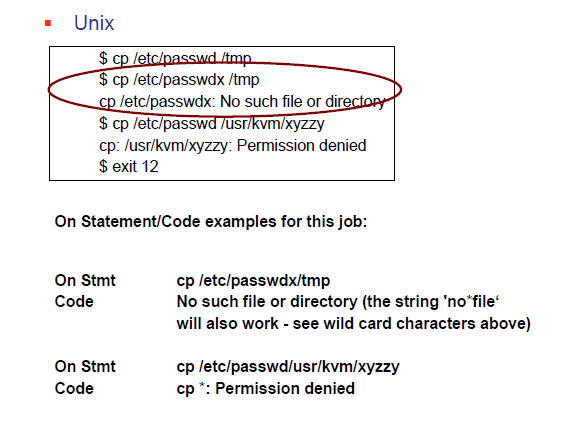 Unix
$ cp /etc/passwd /tmp
$ cp /etc/passwdx /tmp
cp /etc/passwdx: No such file or directory
$ cp /etc/passwd /usr/kvm/xyzzy
cp: /usr/kvm/xyzzy: Permission denied
$ exit 12
On Statement/Code examples for this job:
On Stmt cp /etc/passwdx/tmp
Code No such file or directory (the string 'no*file‘
will also work - see wild card characters above)
On Stmt cp /etc/passwd/usr/kvm/xyzzy
Code cp *: Permission denied